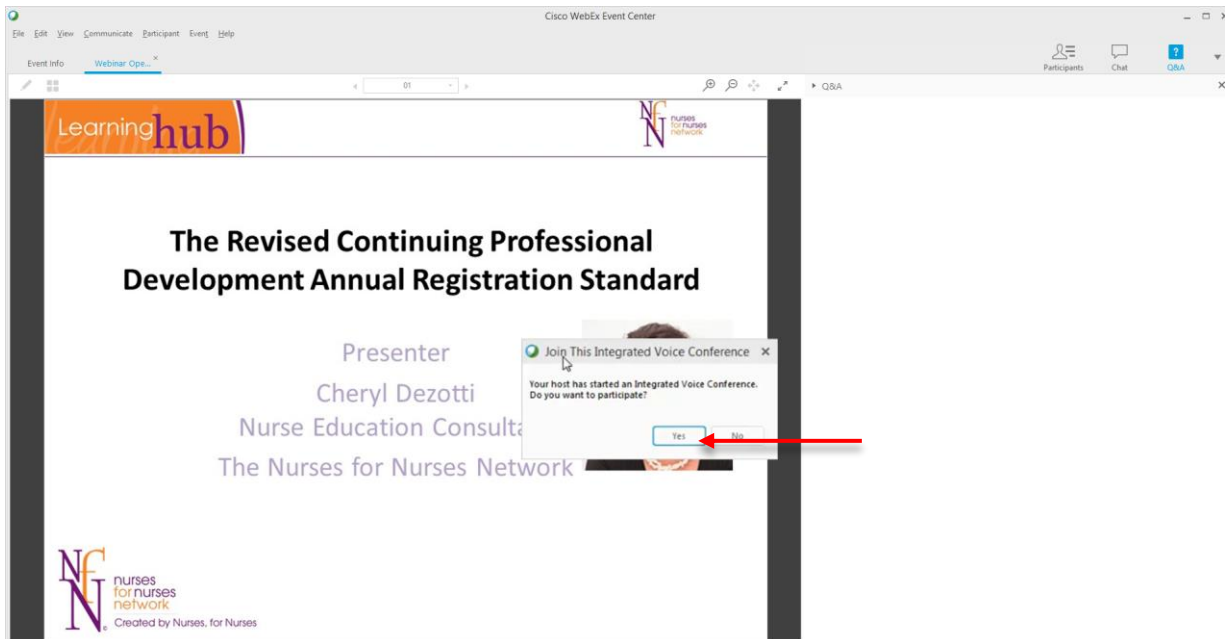 Cisco WebEx Event Center
File Edit View Communicate Participant Event Help
Event Info Webinar Ope...
Participants Chat Q&A
01
Q&A
Learninghub
NfN
nurses
for nurses
network
The Revised Continuing Professional
Development Annual Registration Standard
Presenter
Cheryl Dezotti
Nurse Education Consulta
The Nurses for Nurses Network
Join This Integrated Voice Conference
Your host has started an Integrated Voice Conference.
Do you want to participate?
Yes No
NfN
nurses
for nurses
network
Created by Nurses, for Nurses